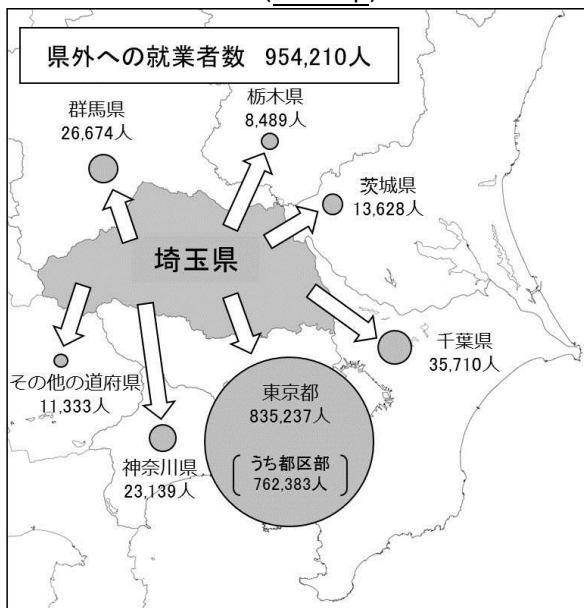 県外への就業者数 954,210人
群馬県
26,674人
栃木県
8,489人
茨城県
13,628人
埼玉県
千葉県
35,710人
その他の道府県
11,333人
東京都
835,237人
うち都区部
762,383人
神奈川県
23,139人